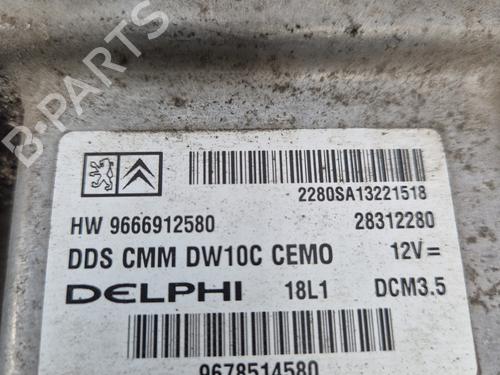 B-PARTS
2280SA13221518
HW 9666912580 28312280
DDS CMM DW10C CEMO 12V =
DELPHI 18L1 DCM3.5
9678514580